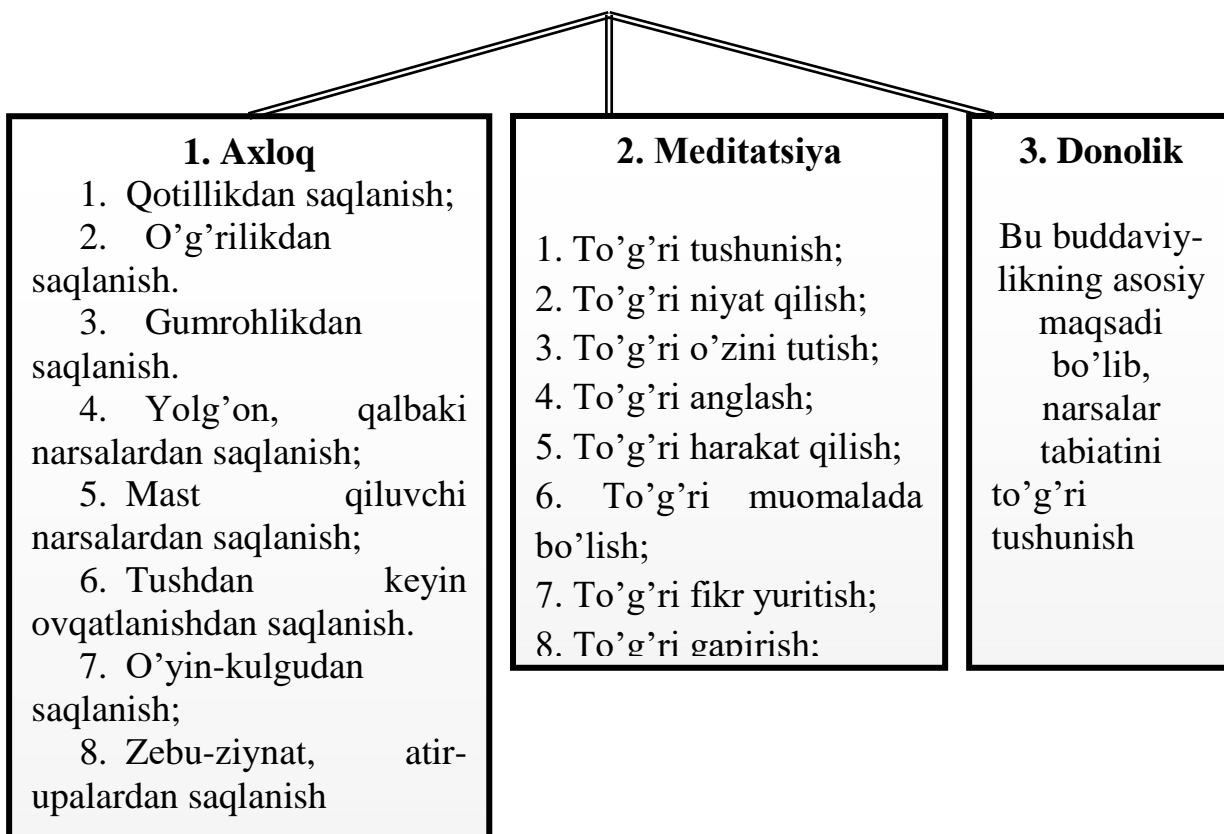 1. Axloq
1. Qotillikdan saqlanish;
2. O’g’rilikdan
saqlanish.
3. Gumrohlikdan
saqlanish.
4. Yolg’on, qalbaki
narsalardan saqlanish;
5. Mast qiluvchi
narsalardan saqlanish;
6. Tushdan keyin
ovqatlanishdan saqlanish.
7. O’yin-kulgudan
saqlanish;
8. Zebu-ziynat, atir-
upalardan saqlanish
2. Meditatsiya
1. To’g’ri tushunish;
2. To’g’ri niyat qilish;
3. To’g’ri o’zini tutish;
4. To’g’ri anglash;
5. To’g’ri harakat qilish;
6. To’g’ri muomalada
bo’lish;
7. To’g’ri fikr yuritish;
8. To’g’ri gapirish;
3. Donolik
Bu buddaviy-
likning asosiy
maqsadi
bo’lib,
narsalar
tabiatini
to’g’ri
tushunish